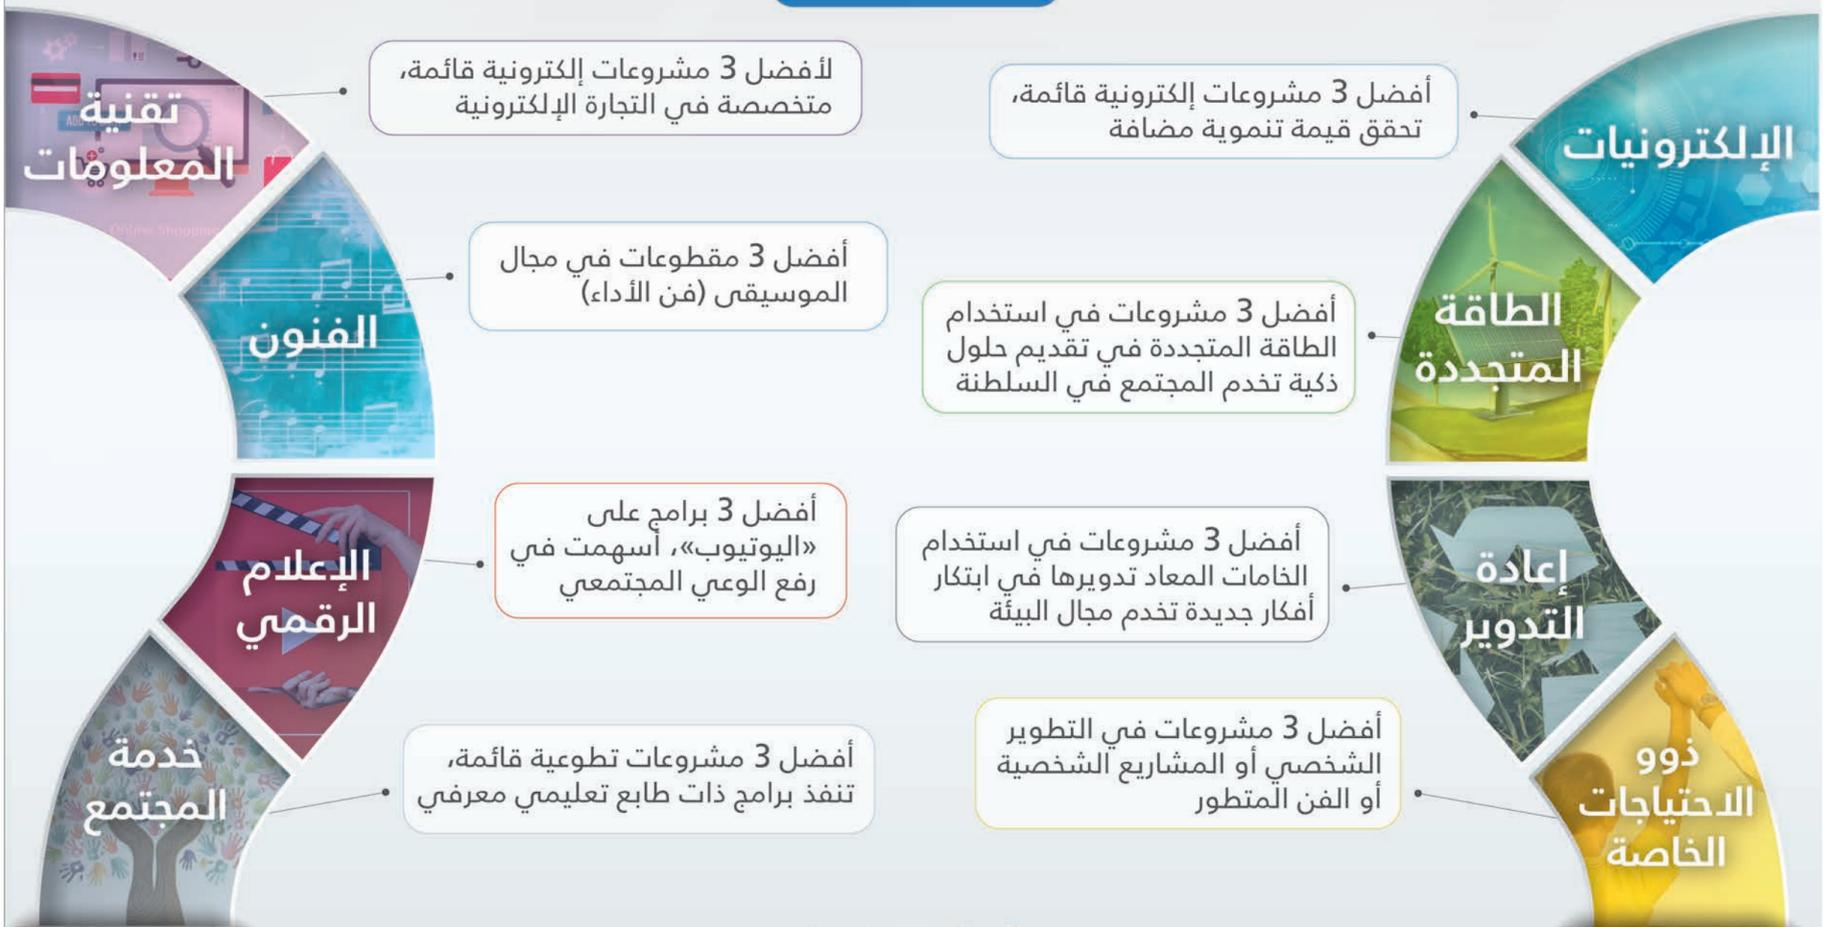 الإلكترونيات
أفضل 3 مشروعات إلكترونية قائمة،
تحقق قيمة تنموية مضافة
الطاقة
المتجددة
أفضل 3 مشروعات في استخدام
الطاقة المتجددة في تقديم حلول
ذكية تخدم المجتمع في السلطنة
إعادة
التدوير
أفضل 3 مشروعات في استخدام
الخامات المعاد تدويرها في ابتكار
أفكار جديدة تخدم مجال البيئة
ذوو
الاحتياجات
الخاصة
أفضل 3 مشروعات في التطوير
الشخصي أو المشاريع الشخصية
أو الفن المتطور
تقنية
المعلومات
لأفضل 3 مشروعات إلكترونية قائمة،
متخصصة في التجارة الإلكترونية
الفنون
أفضل 3 مقطوعات في مجال
الموسيقى (فن الأداء)
الإعلام
الرقمي
أفضل 3 برامج على
«اليوتيوب»، أسهمت في
رفع الوعي المجتمعي
خدمة
المجتمع
أفضل 3 مشروعات تطوعية قائمة،
تنفذ برامج ذات طابع تعليمي معرفي